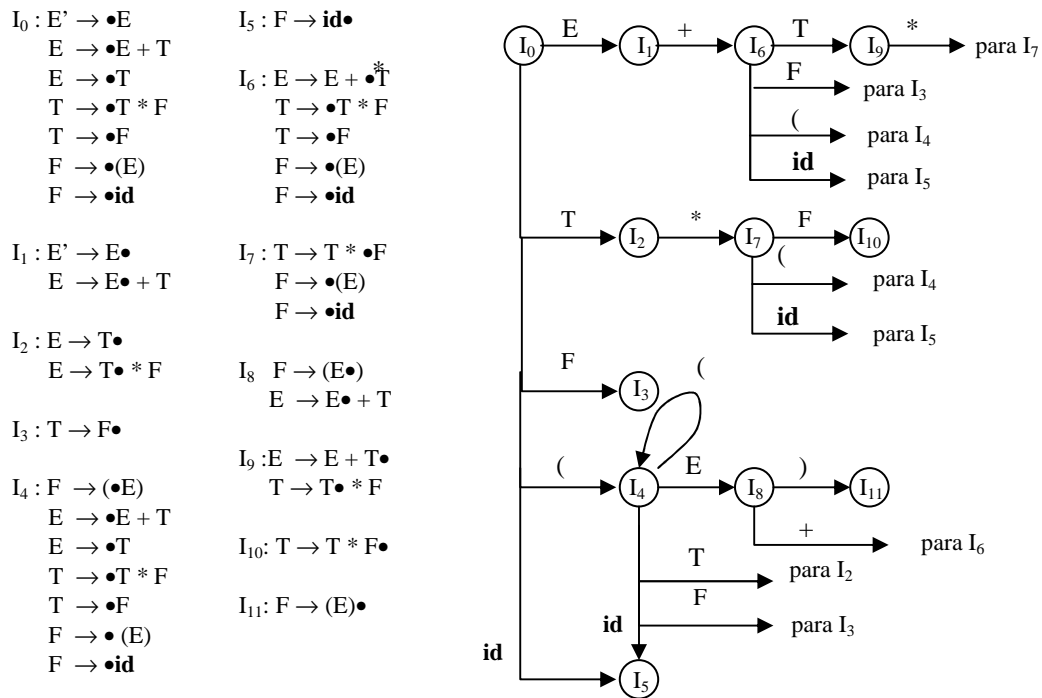 I0 : E' → •E
E → •E + T
E → •T
T → •T * F
T → •F
F → •(E)
F → •id
I1 : E' → E•
E → E• + T
I2 : E → T•
E → T• * F
I3 : T → F•
I4 : F → (•E)
E → •E + T
E → •T
T → •T * F
T → •F
F → • (E)
F → •id
I5 : F → id•
*
I6 : E → E + •T
T → •T * F
T → •F
F → •(E)
F → •id
I7 : T → T * •F
F → •(E)
F → •id
I8 F → (E•)
E → E• + T
I9 :E → E + T•
T → T• * F
I10: T → T * F•
I11: F → (E)•
I0 E I1 + I6 T I9 * para I7
F para I3
( para I4
id para I5
T I2 * I7 F I10
( para I4
id para I5
F I3 (
( I4 E I8 ) I11
+ para I6
T para I2
F
id para I3
id I5